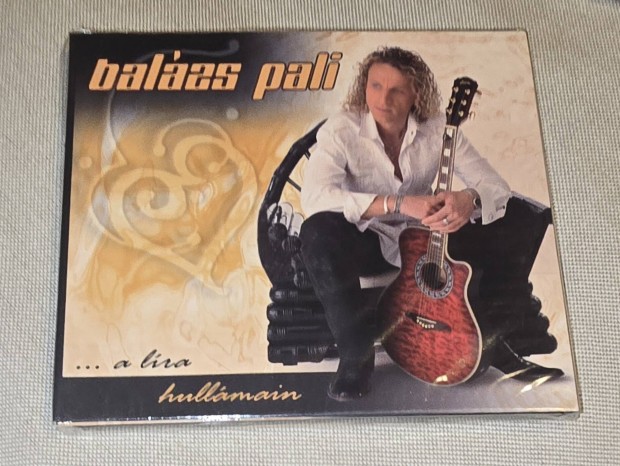 balázs pali
... a líra
hullámain